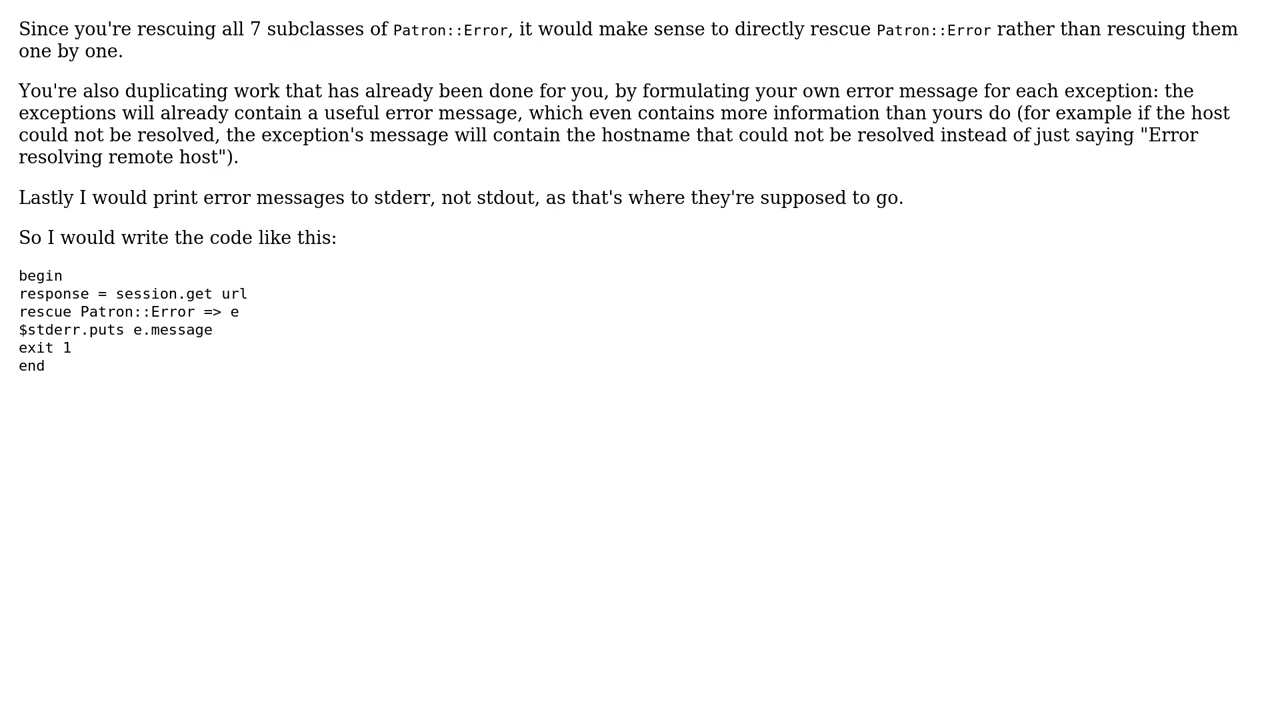 Since you're rescuing all 7 subclasses of Patron::Error, it would make sense to directly rescue Patron::Error rather than rescuing them
one by one.
You're also duplicating work that has already been done for you, by formulating your own error message for each exception: the
exceptions will already contain a useful error message, which even contains more information than yours do (for example if the host
could not be resolved, the exception's message will contain the hostname that could not be resolved instead of just saying "Error
resolving remote host").
Lastly I would print error messages to stderr, not stdout, as that's where they're supposed to go.
So I would write the code like this:
begin
response = session.get url
rescue Patron::Error => e
$stderr.puts e.message
exit 1
end